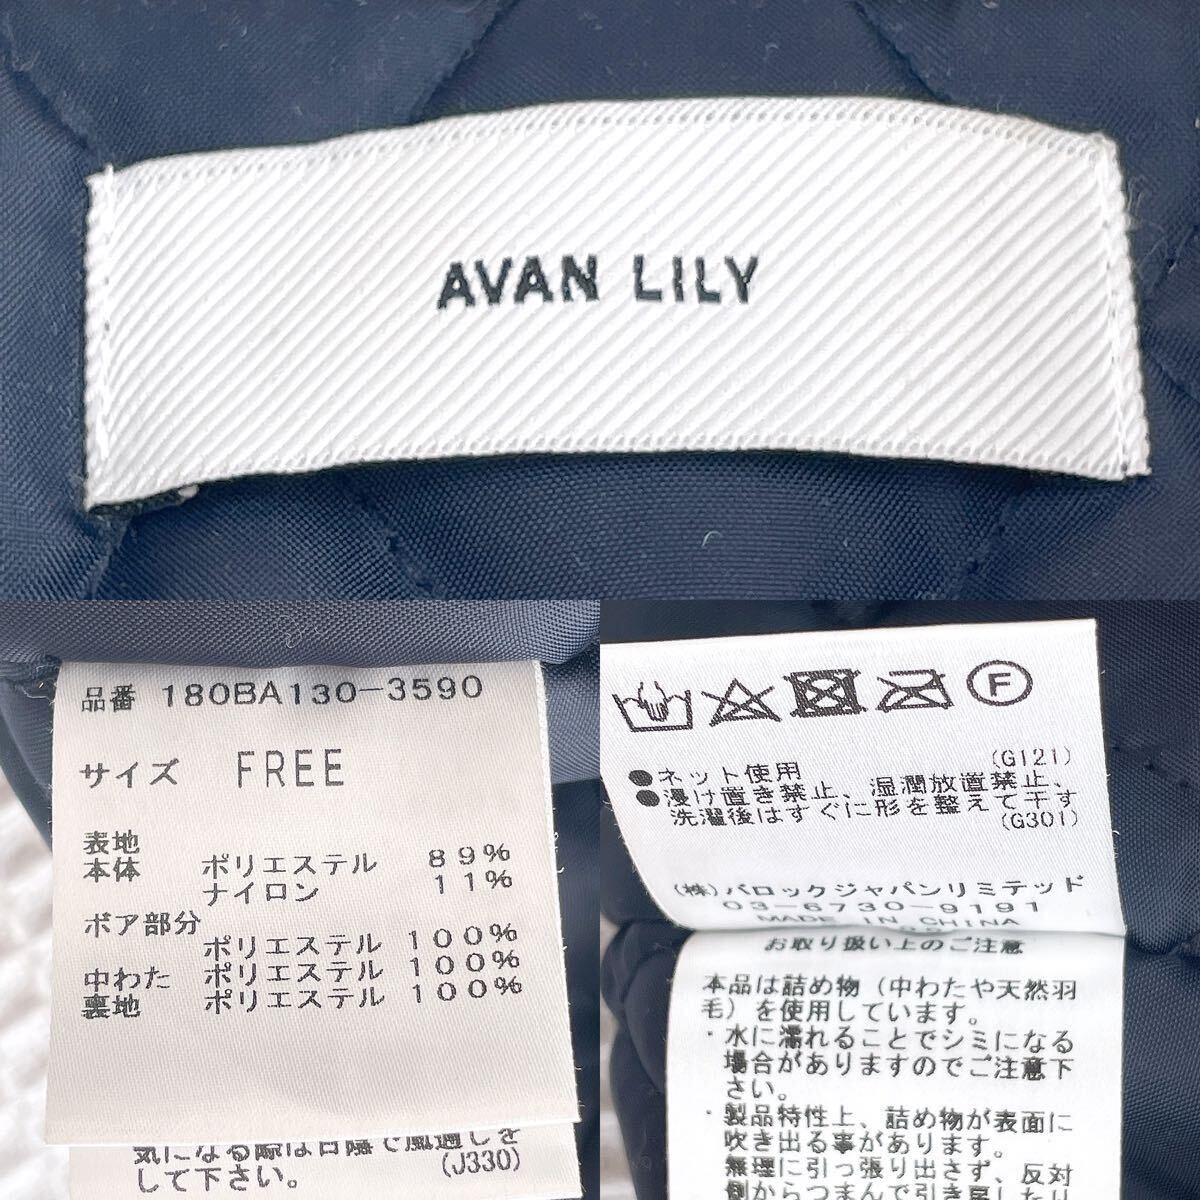 AVAN LILY
品番 180BA130-3590
サイズ FREE
表地
本体 ポリエステル 89%
ナイロン 11%
ボア部分
ポリエステル 100%
中わた ポリエステル 100%
裏地 ポリエステル 100%
気になる際は日陰で風通しを
して下さい。
(J330)
F
(G121)
●ネット使用
●浸け置き禁止、湿潤放置禁止、
洗濯後はすぐに形を整えて干す
(G301)
(株)バロックジャパンリミテッド
03-6730-9191
MADE IN CHINA
お取り扱い上のご注意
本品は詰め物(中わたや天然羽
毛)を使用しています。
・水に濡れることでシミになる
場合がありますのでご注意下
さい。
・製品特性上、詰め物が表面に
吹き出る事があります。
無理に引っ張り出さず、反対
側からつまんで引き戻したり